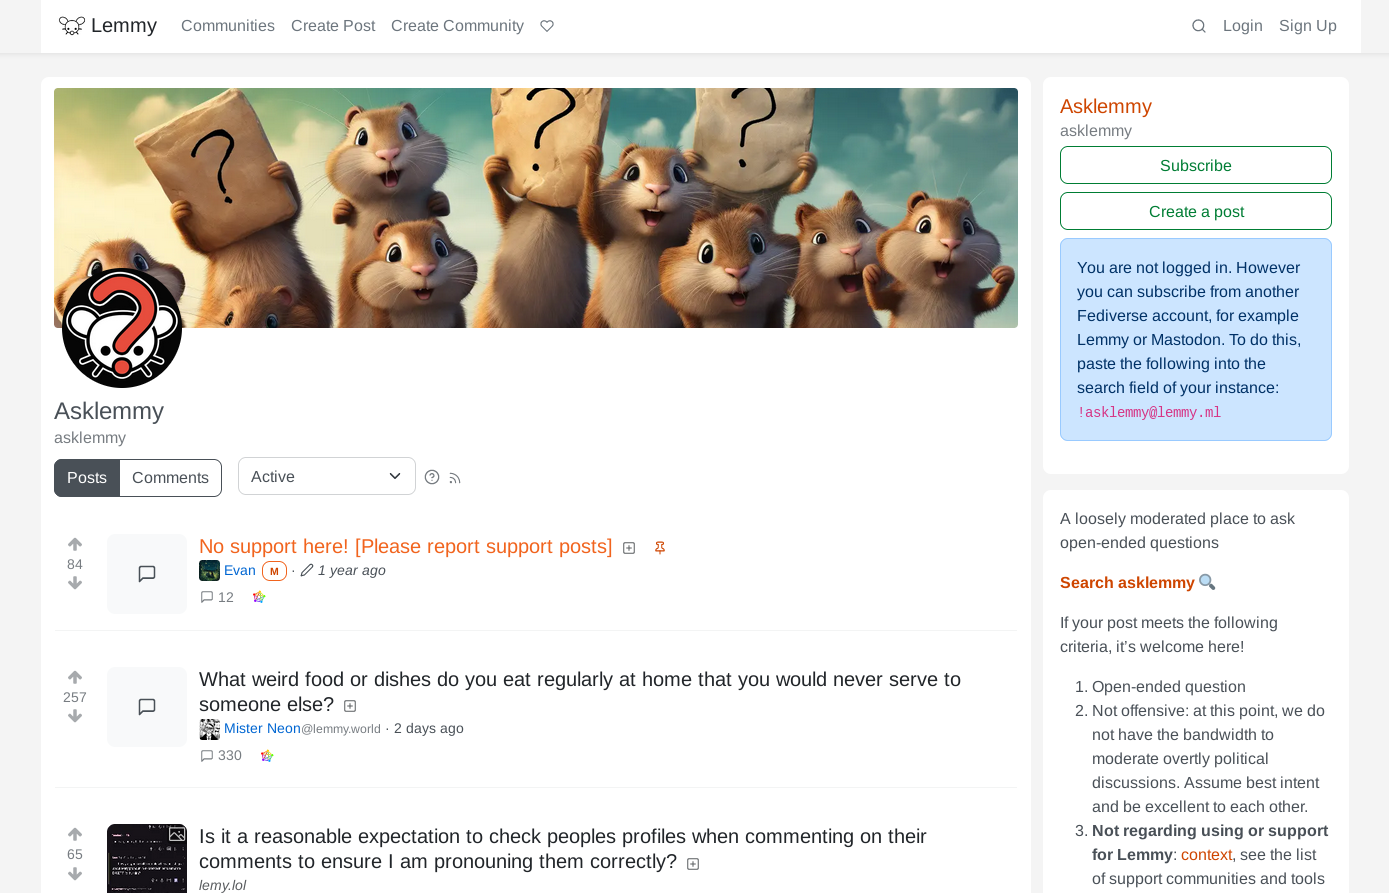 Lemmy
Communities
Create Post
Create Community
Login
Sign Up
?
?
?
?
Asklemmy
asklemmy
Posts
Comments
Active
84
No support here! [Please report support posts]
Evan M · 1 year ago
12
257
What weird food or dishes do you eat regularly at home that you would never serve to
someone else?
Mister Neon@lemmy.world · 2 days ago
330
65
Is it a reasonable expectation to check peoples profiles when commenting on their
comments to ensure I am pronouning them correctly?
lemy.lol
Asklemmy
asklemmy
Subscribe
Create a post
You are not logged in. However
you can subscribe from another
Fediverse account, for example
Lemmy or Mastodon. To do this,
paste the following into the
search field of your instance:
!asklemmy@lemmy.ml
A loosely moderated place to ask
open-ended questions
Search asklemmy 🔍
If your post meets the following
criteria, it’s welcome here!
1. Open-ended question
2. Not offensive: at this point, we do
not have the bandwidth to
moderate overtly political
discussions. Assume best intent
and be excellent to each other.
3. Not regarding using or support
for Lemmy: context, see the list
of support communities and tools